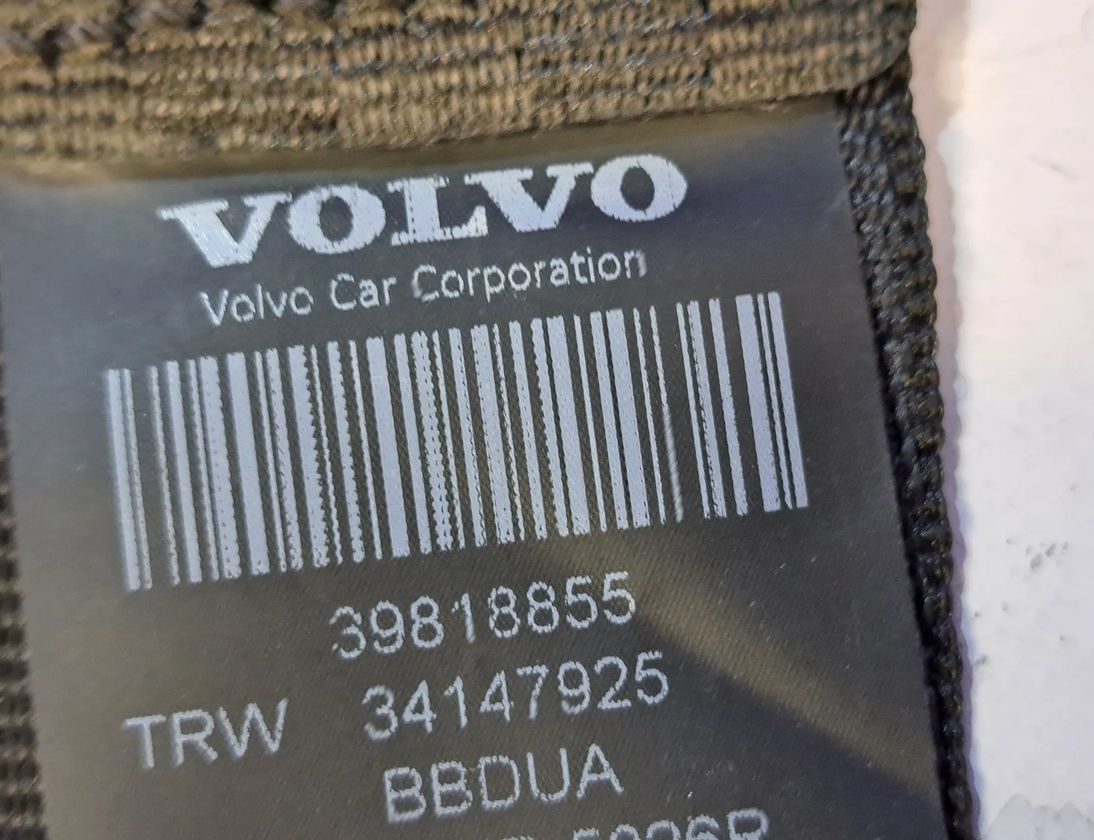 VOLVO
Volvo Car Corporation
39818855
TRW 34147925
BBDUA